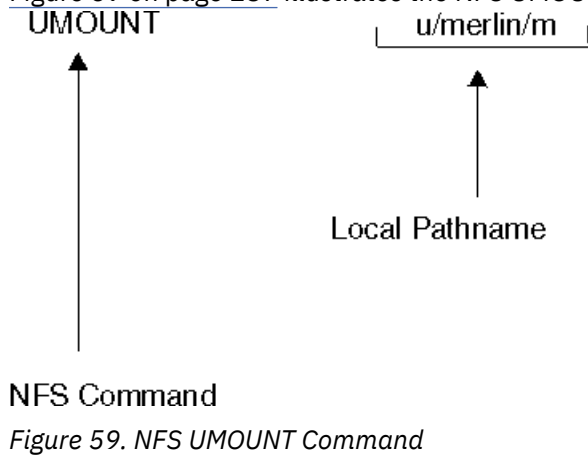 Figure 59 on page 237 illustrates the NFS UMOU
UMOUNT u/merlin/m
Local Pathname
NFS Command
Figure 59. NFS UMOUNT Command